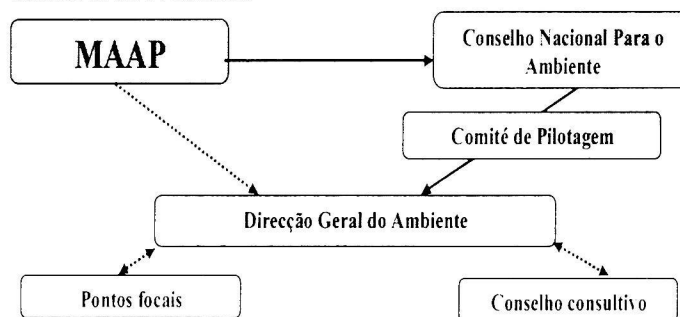 MAAP
Conselho Nacional Para o
Ambiente
Comité de Pilotagem
Direcção Geral do Ambiente
Pontos focais
Conselho consultivo